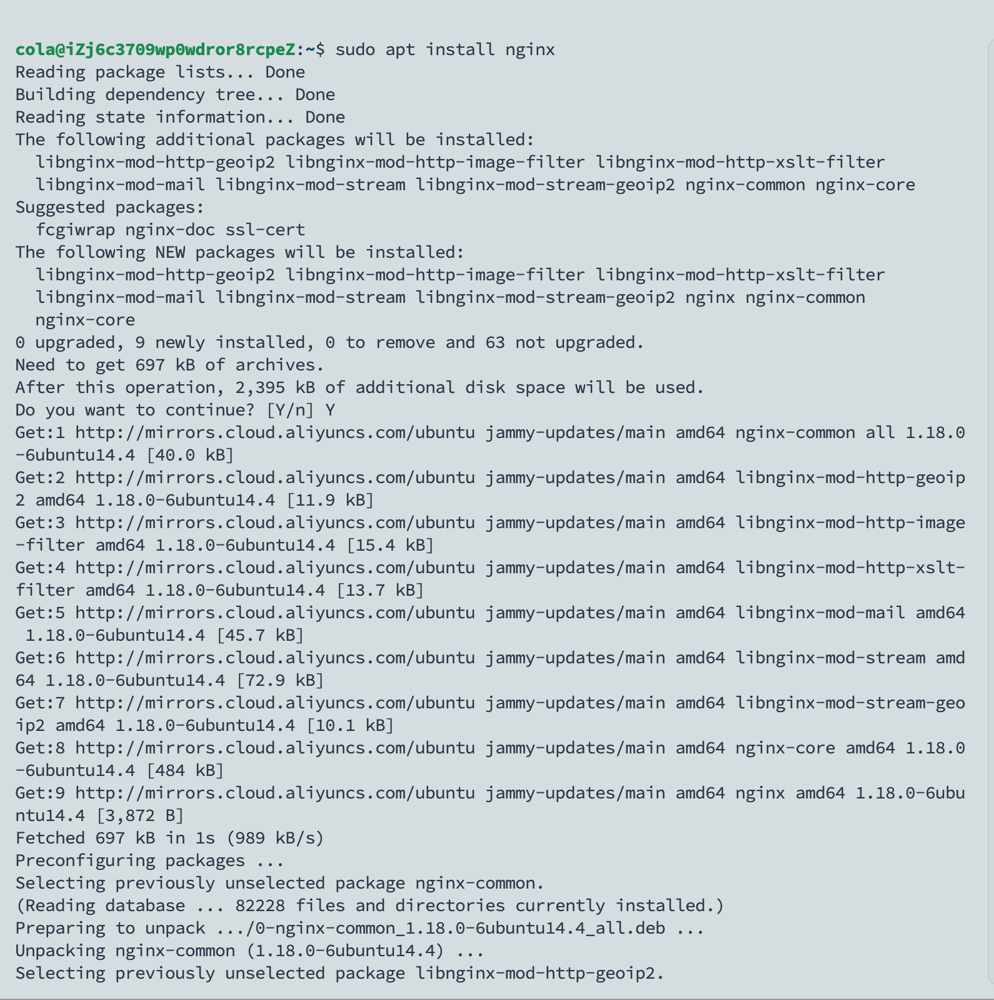 cola@iZj6c3709wp0wdror8rcpeZ:~$ sudo apt install nginx
Reading package lists... Done
Building dependency tree... Done
Reading state information... Done
The following additional packages will be installed:
  libnginx-mod-http-geoip2 libnginx-mod-http-image-filter libnginx-mod-http-xslt-filter
  libnginx-mod-mail libnginx-mod-stream libnginx-mod-stream-geoip2 nginx-common nginx-core
Suggested packages:
  fcgiwrap nginx-doc ssl-cert
The following NEW packages will be installed:
  libnginx-mod-http-geoip2 libnginx-mod-http-image-filter libnginx-mod-http-xslt-filter
  libnginx-mod-mail libnginx-mod-stream libnginx-mod-stream-geoip2 nginx nginx-common
  nginx-core
0 upgraded, 9 newly installed, 0 to remove and 63 not upgraded.
Need to get 697 kB of archives.
After this operation, 2,395 kB of additional disk space will be used.
Do you want to continue? [Y/n] Y
Get:1 http://mirrors.cloud.aliyuncs.com/ubuntu jammy-updates/main amd64 nginx-common all 1.18.0
-6ubuntu14.4 [40.0 kB]
Get:2 http://mirrors.cloud.aliyuncs.com/ubuntu jammy-updates/main amd64 libnginx-mod-http-geoip
2 amd64 1.18.0-6ubuntu14.4 [11.9 kB]
Get:3 http://mirrors.cloud.aliyuncs.com/ubuntu jammy-updates/main amd64 libnginx-mod-http-image
-filter amd64 1.18.0-6ubuntu14.4 [15.4 kB]
Get:4 http://mirrors.cloud.aliyuncs.com/ubuntu jammy-updates/main amd64 libnginx-mod-http-xslt-
filter amd64 1.18.0-6ubuntu14.4 [13.7 kB]
Get:5 http://mirrors.cloud.aliyuncs.com/ubuntu jammy-updates/main amd64 libnginx-mod-mail amd64
 1.18.0-6ubuntu14.4 [45.7 kB]
Get:6 http://mirrors.cloud.aliyuncs.com/ubuntu jammy-updates/main amd64 libnginx-mod-stream amd
64 1.18.0-6ubuntu14.4 [72.9 kB]
Get:7 http://mirrors.cloud.aliyuncs.com/ubuntu jammy-updates/main amd64 libnginx-mod-stream-geo
ip2 amd64 1.18.0-6ubuntu14.4 [10.1 kB]
Get:8 http://mirrors.cloud.aliyuncs.com/ubuntu jammy-updates/main amd64 nginx-core amd64 1.18.0
-6ubuntu14.4 [484 kB]
Get:9 http://mirrors.cloud.aliyuncs.com/ubuntu jammy-updates/main amd64 nginx amd64 1.18.0-6ubu
ntu14.4 [3,872 B]
Fetched 697 kB in 1s (989 kB/s)
Preconfiguring packages ...
Selecting previously unselected package nginx-common.
(Reading database ... 82228 files and directories currently installed.)
Preparing to unpack .../0-nginx-common_1.18.0-6ubuntu14.4_all.deb ...
Unpacking nginx-common (1.18.0-6ubuntu14.4) ...
Selecting previously unselected package libnginx-mod-http-geoip2.